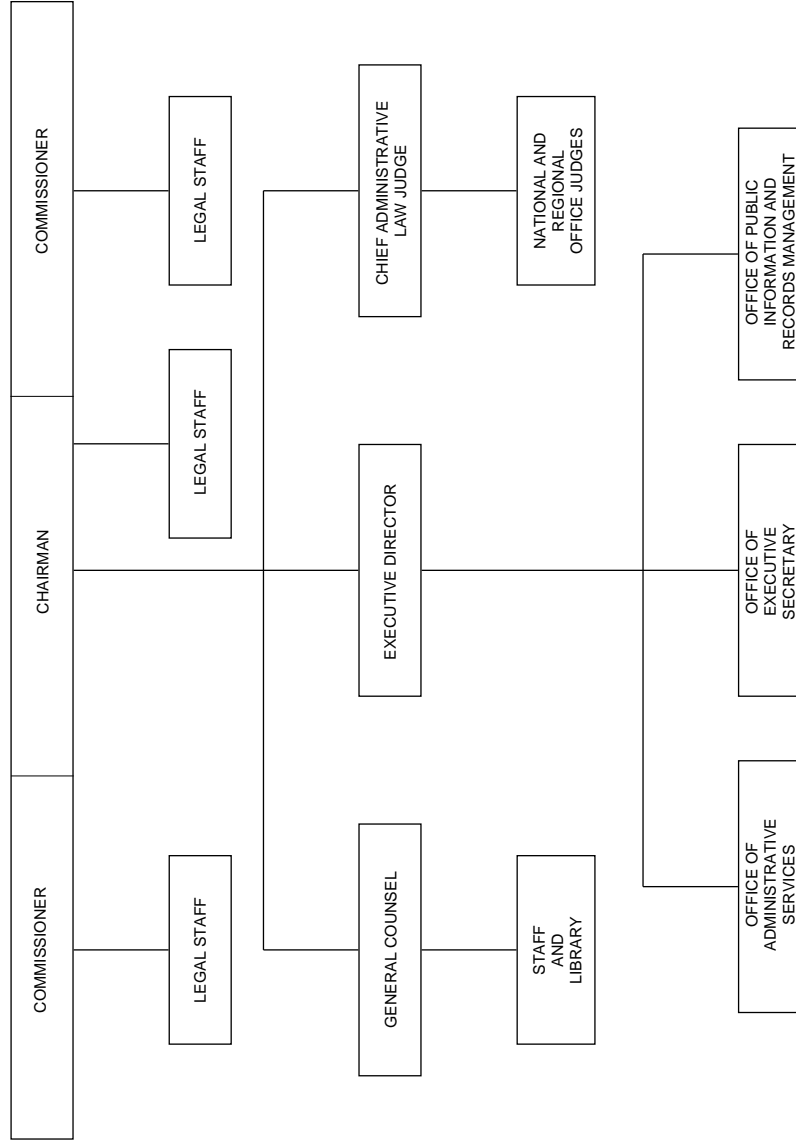 COMMISSIONER
CHAIRMAN
COMMISSIONER
LEGAL STAFF
LEGAL STAFF
LEGAL STAFF
GENERAL COUNSEL
EXECUTIVE DIRECTOR
CHIEF ADMINISTRATIVE
LAW JUDGE
STAFF
AND
LIBRARY
NATIONAL AND
REGIONAL
OFFICE JUDGES
OFFICE OF
ADMINISTRATIVE
SERVICES
OFFICE OF
EXECUTIVE
SECRETARY
OFFICE OF PUBLIC
INFORMATION AND
RECORDS MANAGEMENT